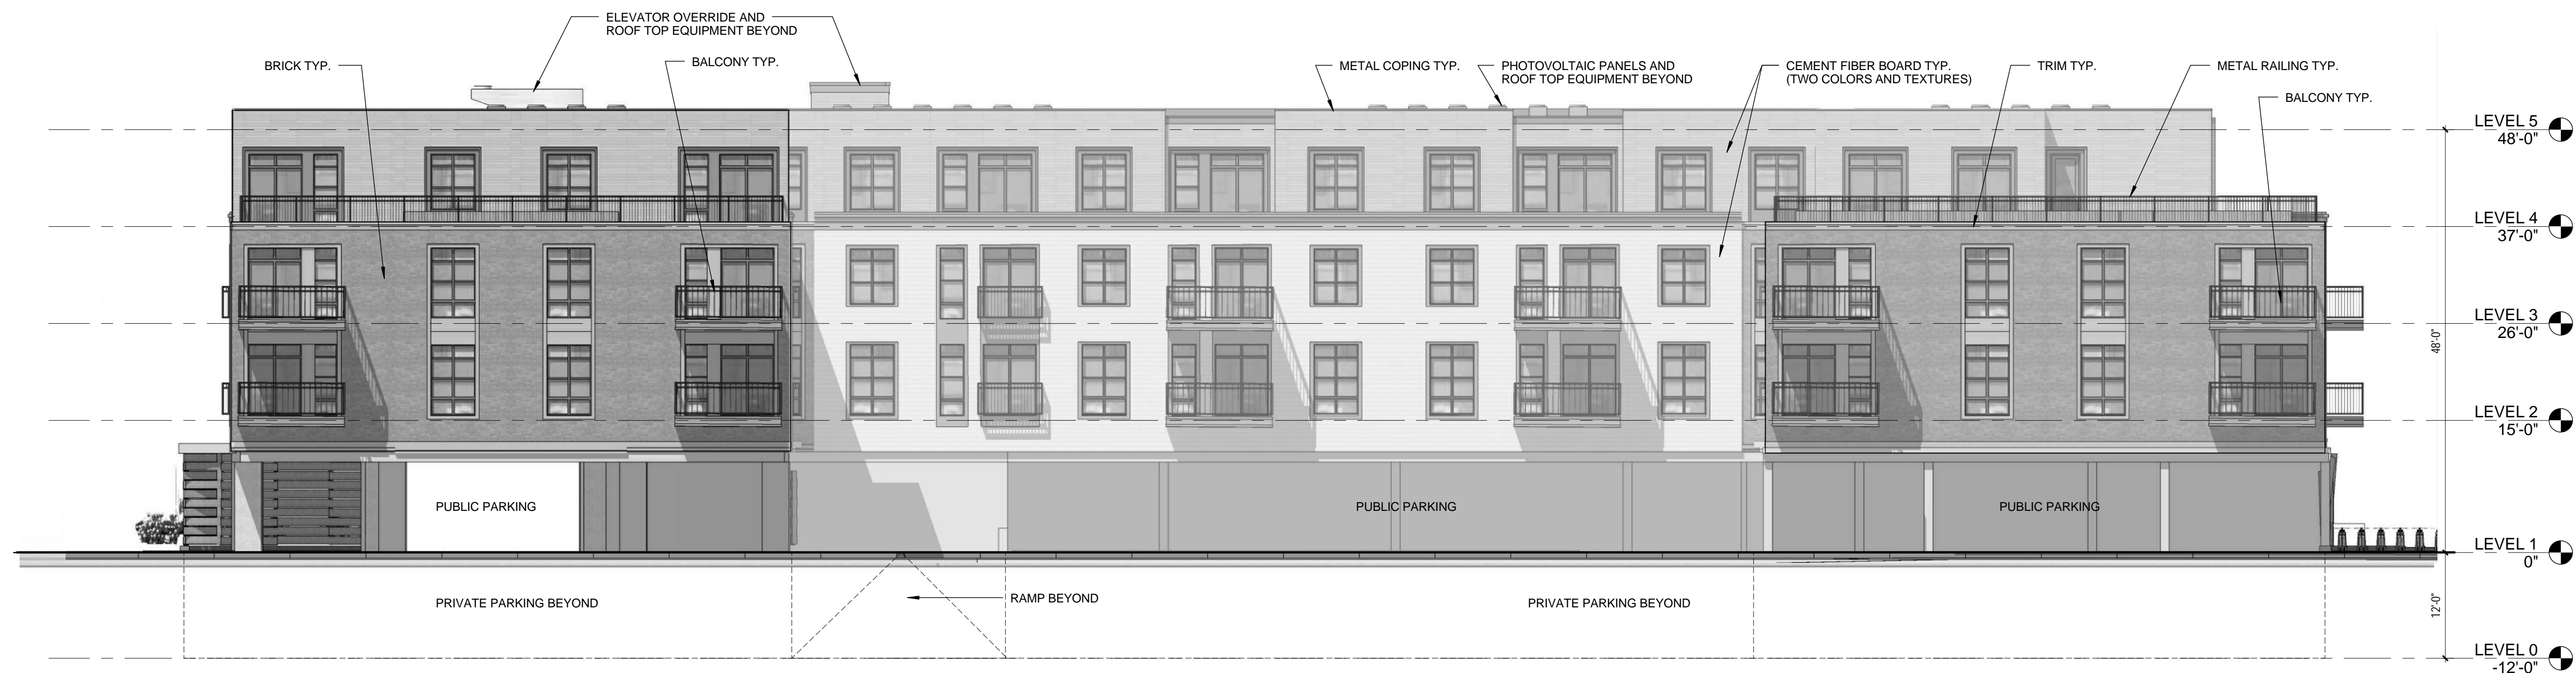 ELEVATOR OVERRIDE AND
ROOF TOP EQUIPMENT BEYOND
BRICK TYP.
BALCONY TYP.
METAL COPING TYP.
PHOTOVOLTAIC PANELS AND
ROOF TOP EQUIPMENT BEYOND
CEMENT FIBER BOARD TYP.
(TWO COLORS AND TEXTURES)
TRIM TYP.
METAL RAILING TYP.
BALCONY TYP.
LEVEL 5
48'-0"
LEVEL 4
37'-0"
LEVEL 3
26'-0"
48'-0"
LEVEL 2
15'-0"
PUBLIC PARKING
PUBLIC PARKING
PUBLIC PARKING
LEVEL 1
0"
PRIVATE PARKING BEYOND
RAMP BEYOND
PRIVATE PARKING BEYOND
12'-0"
LEVEL 0
-12'-0"